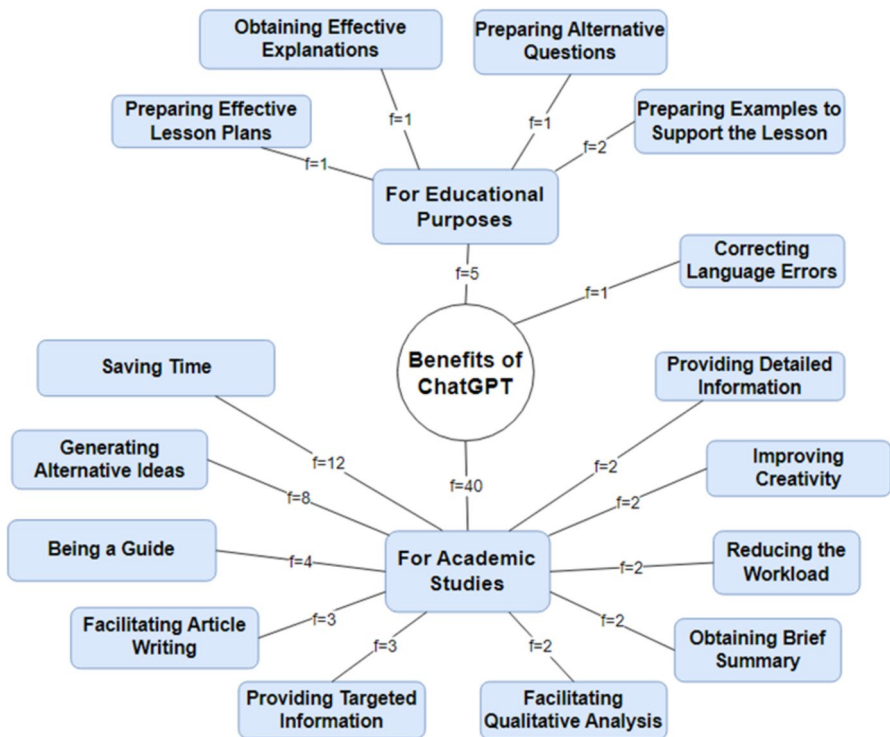 Obtaining Effective
Explanations
Preparing Alternative
Questions
Preparing Effective
Lesson Plans
Preparing Examples to
Support the Lesson
f=1
f=1
f=1
f=2
For Educational
Purposes
f=5
Correcting
Language Errors
f=1
Benefits of
ChatGPT
Saving Time
Providing Detailed
Information
Generating
Alternative Ideas
Improving
Creativity
f=12
f=40
f=2
f=8
f=2
Being a Guide
f=4
For Academic
Studies
f=2
Reducing the
Workload
Facilitating Article
Writing
f=3
f=3
f=2
f=2
Obtaining Brief
Summary
Providing Targeted
Information
Facilitating
Qualitative Analysis